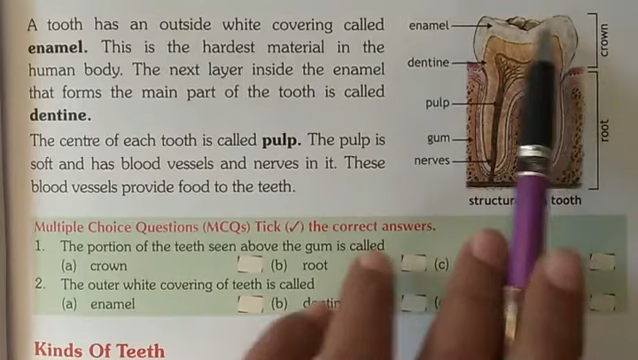 A tooth has an outside white covering called
enamel. This is the hardest material in the
human body. The next layer inside the enamel
that forms the main part of the tooth is called
dentine.
The centre of each tooth is called pulp. The pulp is
soft and has blood vessels and nerves in it. These
blood vessels provide food to the teeth.
enamel
dentine
pulp
gum
nerves
crown
root
tooth
Multiple Choice Questions (MCQs) Tick (✓) the correct answers.
1. The portion of the teeth seen above the gum is called
(a) crown (b) root (c)
2. The outer white covering of teeth is called
(a) enamel (b)
Kinds Of Teeth